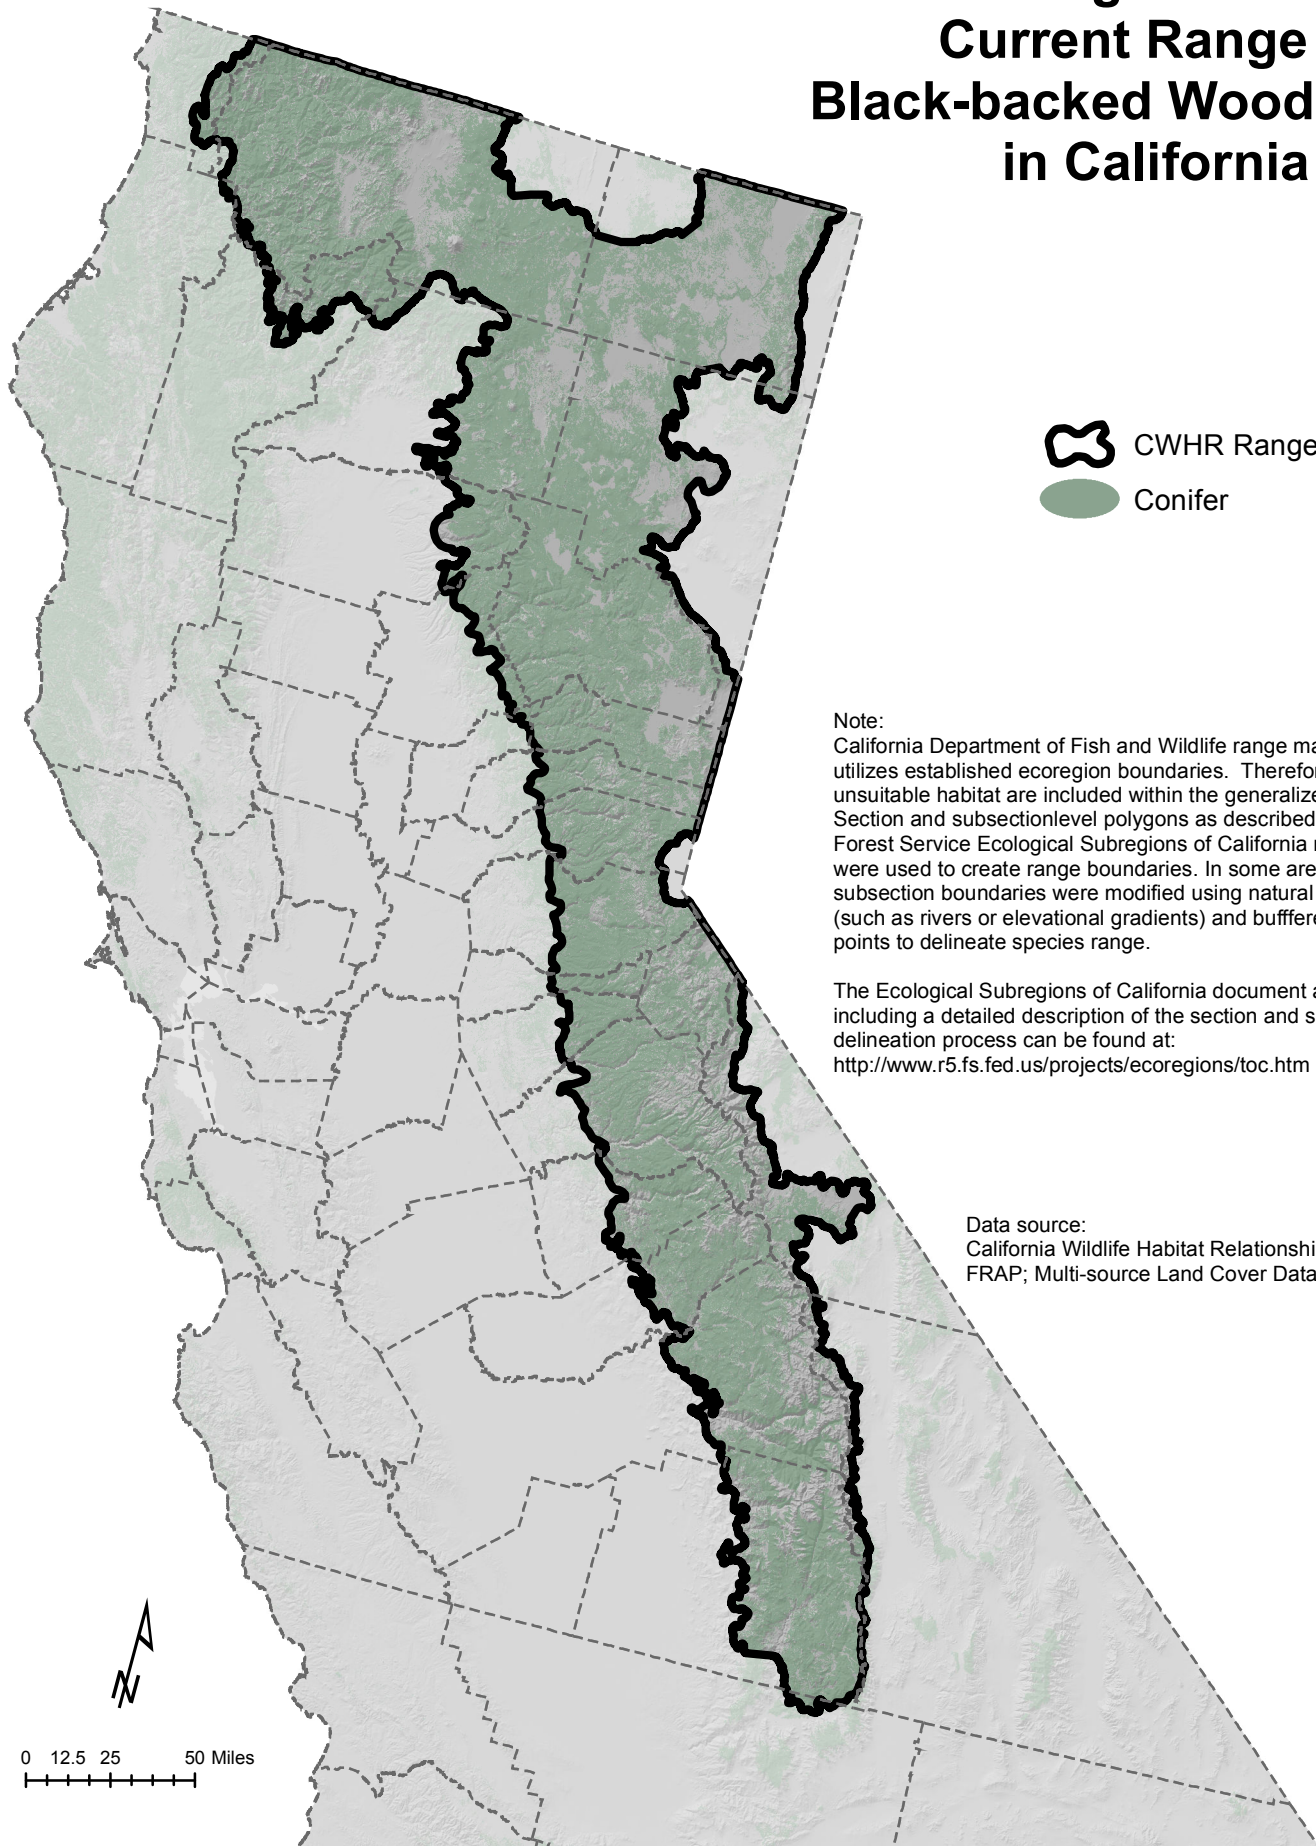 Current Range
Black-backed Wood
in California
CWHR Range
Conifer
Note:
California Department of Fish and Wildlife range ma
utilizes established ecoregion boundaries. Therefor
unsuitable habitat are included within the generalize
Section and subsectionlevel polygons as described
Forest Service Ecological Subregions of California
were used to create range boundaries. In some are
subsection boundaries were modified using natural
(such as rivers or elevational gradients) and bufffere
points to delineate species range.
The Ecological Subregions of California document a
including a detailed description of the section and s
delineation process can be found at:
http://www.r5.fs.fed.us/projects/ecoregions/toc.htm
Data source:
California Wildlife Habitat Relationshi
FRAP; Multi-source Land Cover Data
N
0 12.5 25 50 Miles